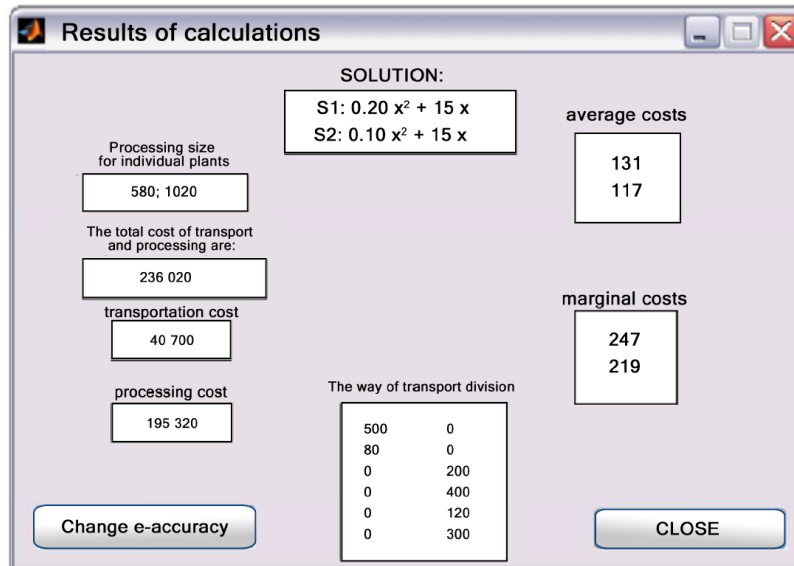 Results of calculations
SOLUTION:
S1: 0.20 x² + 15 x
S2: 0.10 x² + 15 x
Processing size
for individual plants
580; 1020
The total cost of transport
and processing are:
236 020
transportation cost
40 700
processing cost
195 320
average costs
131
117
marginal costs
247
219
The way of transport division
500 0
80 0
0 200
0 400
0 120
0 300
Change e-accuracy
CLOSE